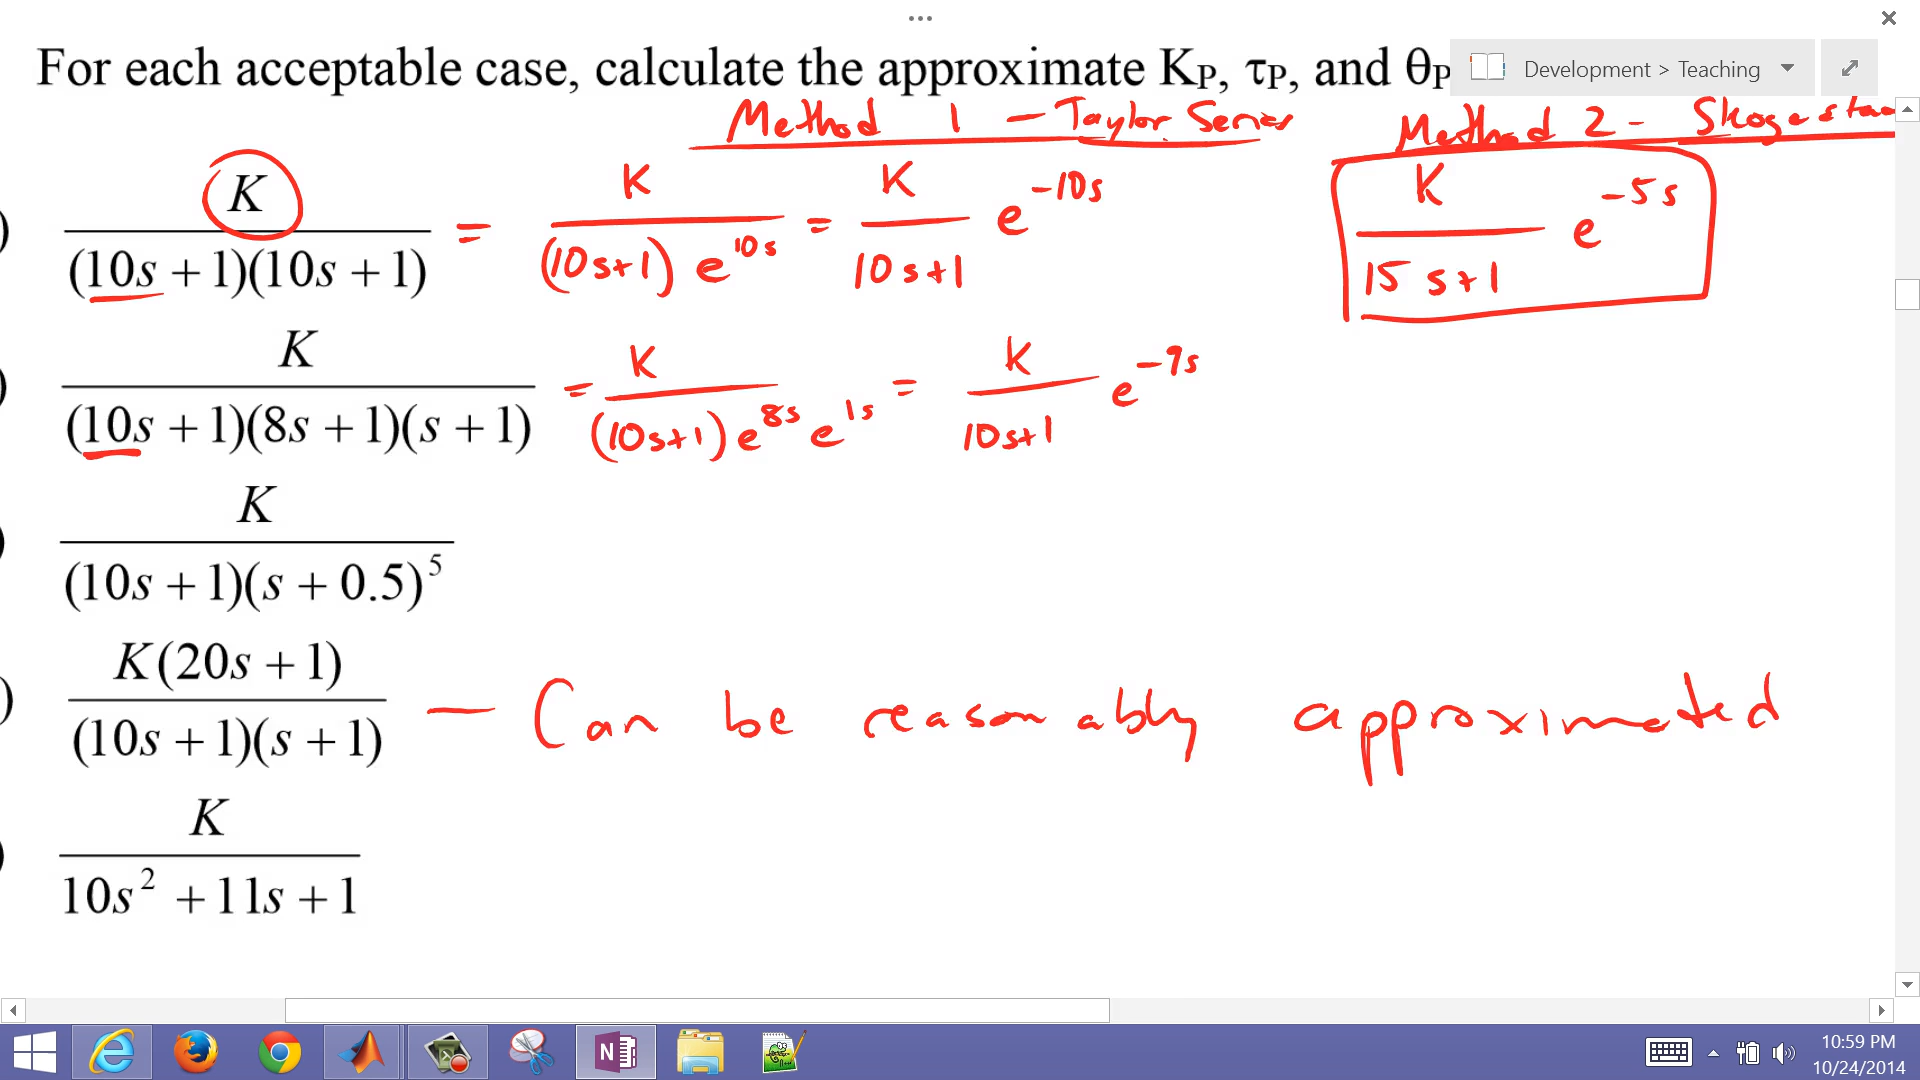 For each acceptable case, calculate the approximate KP, τP, and θP
Development > Teaching
Method 1 – Taylor Series
Method 2 -
K / (10s + 1)(10s + 1) = K / (10s+1) e^10s = K / 10s+1 e^-10s
K / 15 s+1 e^-5s
K / (10s + 1)(8s + 1)(s + 1) = K / (10s+1) e^8s e^1s = K / 10s+1 e^-9s
K / (10s + 1)(s + 0.5)^5
K(20s + 1) / (10s + 1)(s + 1) — Can be reasonably approximated
K / 10s^2 + 11s + 1
10:59 PM
10/24/2014